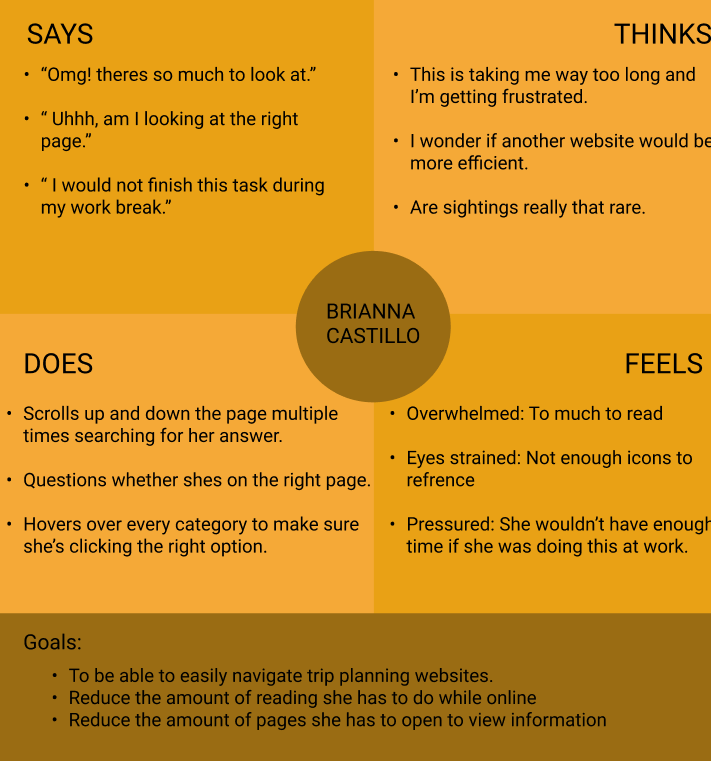 SAYS
• “Omg! theres so much to look at.”
• “ Uhhh, am I looking at the right
page.”
• “ I would not finish this task during
my work break.”
THINKS
• This is taking me way too long and
I’m getting frustrated.
• I wonder if another website would be
more efficient.
• Are sightings really that rare.
BRIANNA
CASTILLO
DOES
• Scrolls up and down the page multiple
times searching for her answer.
• Questions whether shes on the right page.
• Hovers over every category to make sure
she’s clicking the right option.
FEELS
• Overwhelmed: To much to read
• Eyes strained: Not enough icons to
refrence
• Pressured: She wouldn’t have enough
time if she was doing this at work.
Goals:
• To be able to easily navigate trip planning websites.
• Reduce the amount of reading she has to do while online
• Reduce the amount of pages she has to open to view information